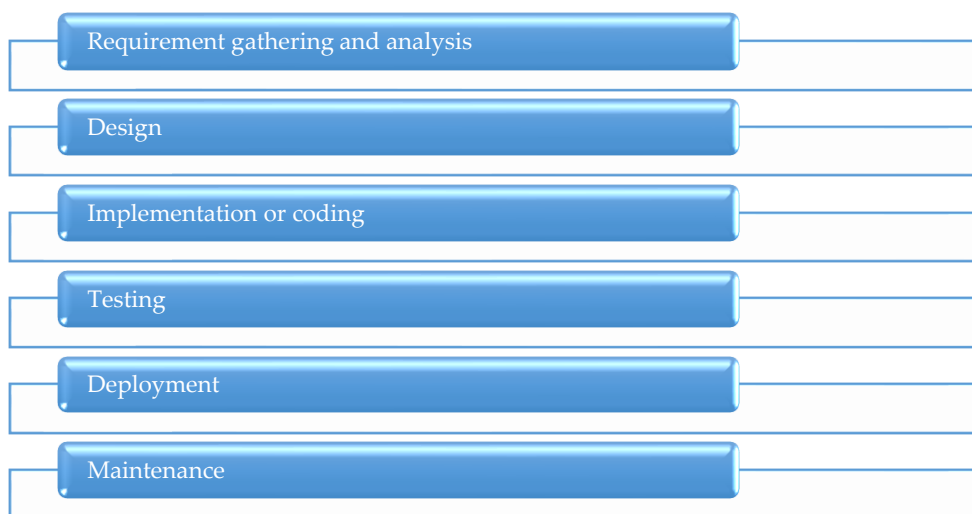 Requirement gathering and analysis
Design
Implementation or coding
Testing
Deployment
Maintenance